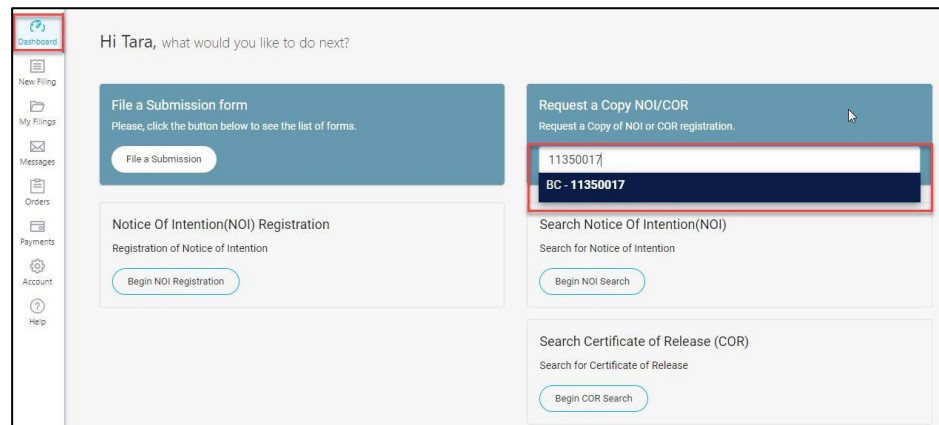 Dashboard
New Filing
My Filings
Messages
Orders
Payments
Account
Help
Hi Tara, what would you like to do next?
File a Submission form
Please, click the button below to see the list of forms.
File a Submission
Request a Copy NOI/COR
Request a Copy of NOI or COR registration.
11350017
BC - 11350017
Notice Of Intention(NOI) Registration
Registration of Notice of Intention
Begin NOI Registration
Search Notice Of Intention(NOI)
Search for Notice of Intention
Begin NOI Search
Search Certificate of Release (COR)
Search for Certificate of Release
Begin COR Search